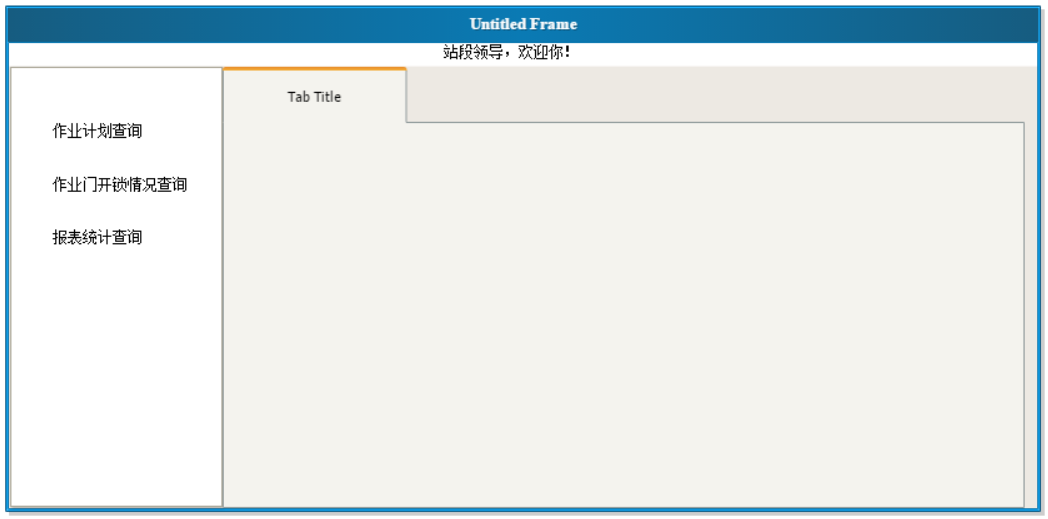 Untitled Frame
站段领导，欢迎你！
Tab Title
作业计划查询
作业门开锁情况查询
报表统计查询